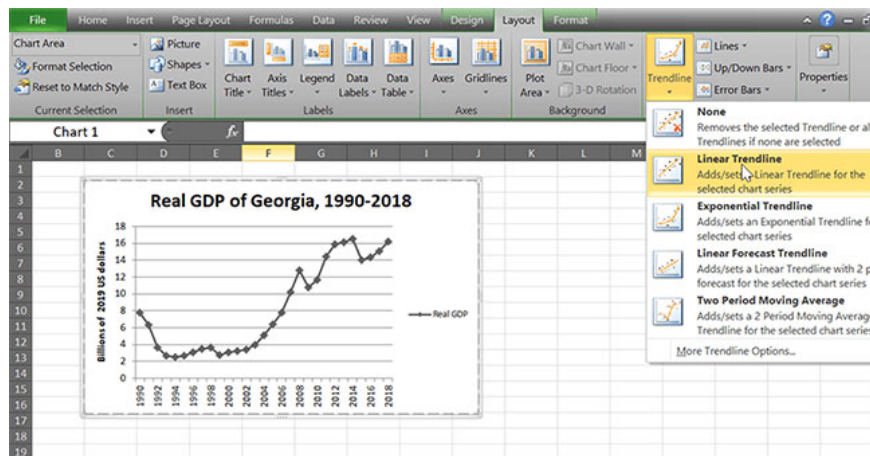 File Home Insert Page Layout Formulas Data Review View Design Layout Format
Chart Area
Format Selection
Reset to Match Style
Current Selection
Picture
Shapes
Text Box
Insert
Chart Title
Axis Titles
Legend
Data Labels
Data Table
Labels
Axes
Gridlines
Axes
Plot Area
Chart Wall
Chart Floor
3-D Rotation
Background
Trendline
Lines
Up/Down Bars
Error Bars
Properties
Chart 1
fx
B C D E F G H I J K L M
1
2
3
4
5
6
7
8
9
10
11
12
13
14
15
16
17
18
19
Real GDP of Georgia, 1990-2018
Billions of 2019 US dollars
18
16
14
12
10
8
6
4
2
0
1990 1992 1994 1996 1998 2000 2002 2004 2006 2008 2010 2012 2014 2016 2018
Real GDP
None
Removes the selected Trendline or al
Trendlines if none are selected
Linear Trendline
Adds/sets Linear Trendline for the
selected chart series
Exponential Trendline
Adds/sets an Exponential Trendline f
selected chart series
Linear Forecast Trendline
Adds/sets a Linear Trendline with 2 p
forecast for the selected chart series
Two Period Moving Average
Adds/sets a 2 Period Moving Average
Trendline for the selected chart series
More Trendline Options...